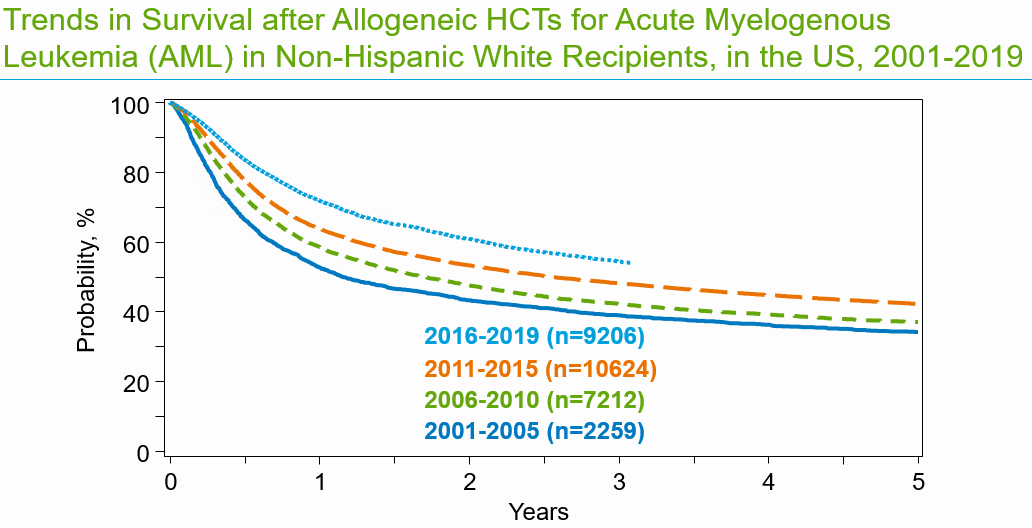 Trends in Survival after Allogeneic HCTs for Acute Myelogenous
Leukemia (AML) in Non-Hispanic White Recipients, in the US, 2001-2019
100
80
60
40
20
0
Probability, %
2016-2019 (n=9206)
2011-2015 (n=10624)
2006-2010 (n=7212)
2001-2005 (n=2259)
0 1 2 3 4 5
Years